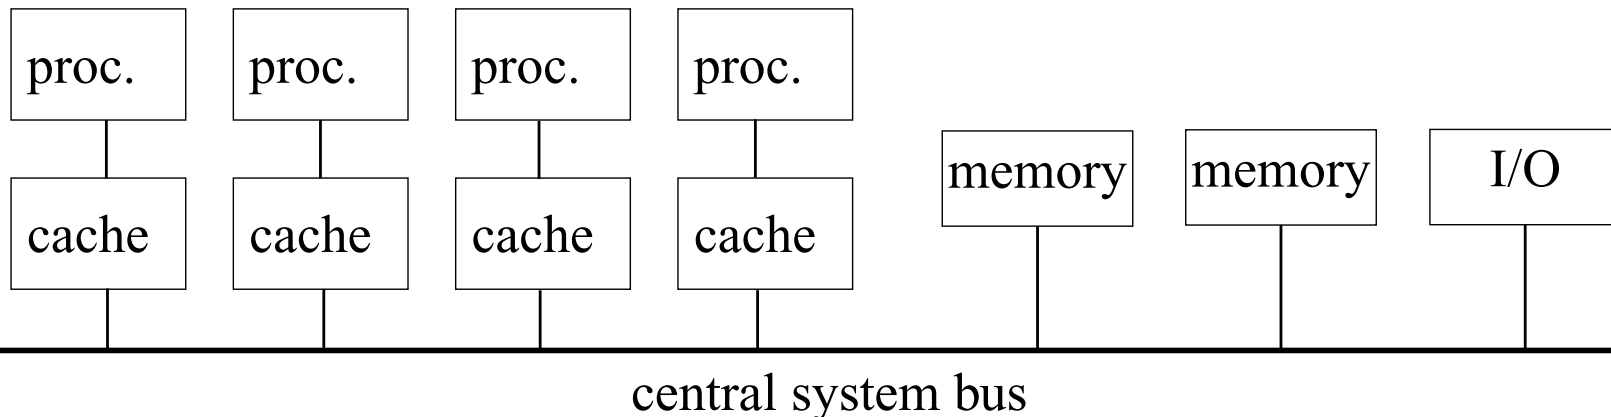 proc. proc. proc. proc.
memory memory I/O
cache cache cache cache
central system bus